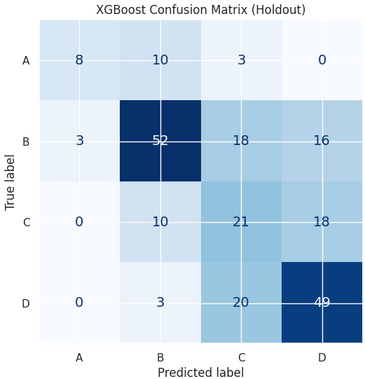 XGBoost Confusion Matrix (Holdout)
True label
A 8 10 3 0
B 3 52 18 16
C 0 10 21 18
D 0 3 20 49
A B C D
Predicted label